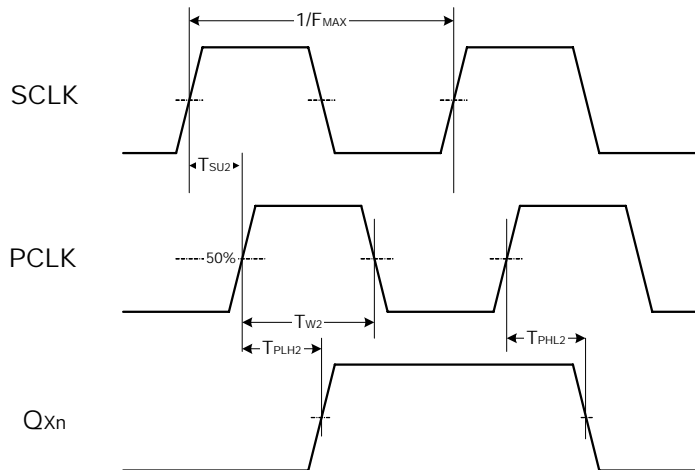 1/FMAX
SCLK
TSU2
PCLK
50%
TW2
TPLH2
TPHL2
QXn